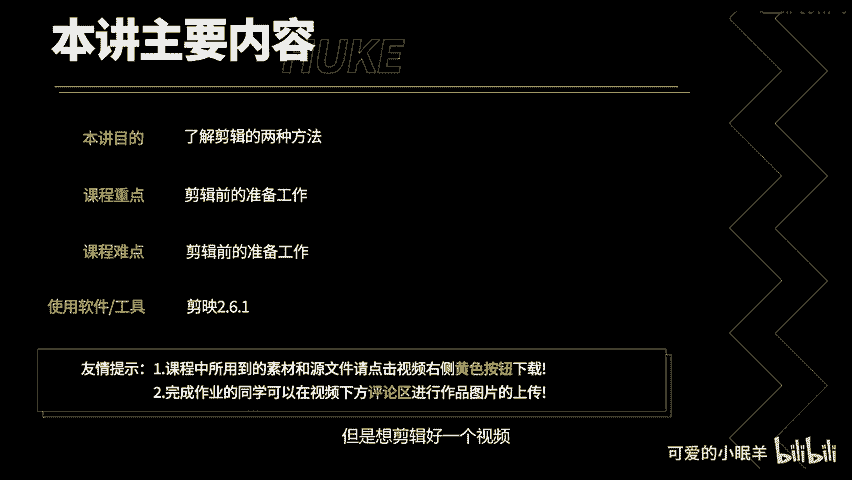 本讲主要内容
HUKE
本讲目的 了解剪辑的两种方法
课程重点 剪辑前的准备工作
课程难点 剪辑前的准备工作
使用软件/工具 剪映2.6.1
友情提示：1.课程中所用到的素材和源文件请点击视频右侧黄色按钮下载!
2.完成作业的同学可以在视频下方评论区进行作品图片的上传!
但是想剪辑好一个视频
可爱的小眠羊 bilibili